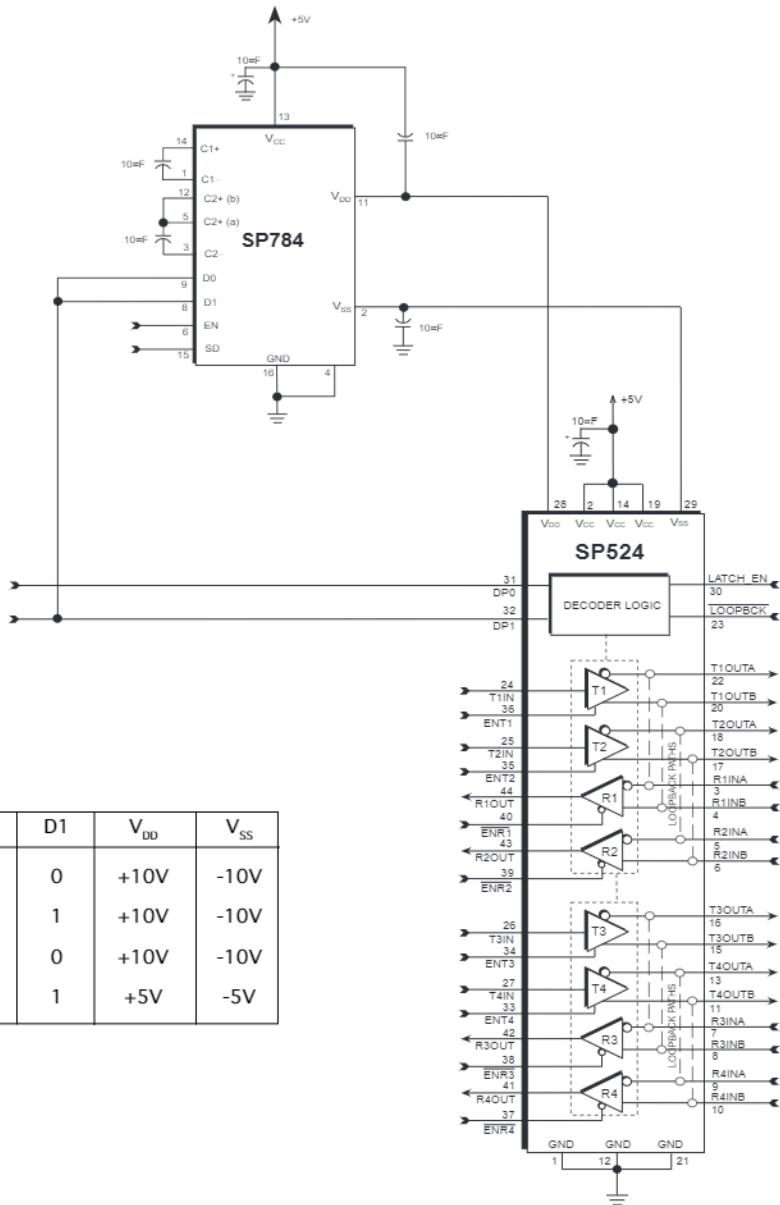 +5V
10¤F
+
13
VCC
14
C1+
10¤F
1
C1–
12
C2+ (b)
5
C2+ (a)
10¤F
3
C2–
D0
9
D1
8
EN
6
SD
15
SP784
10¤F
VDD
11
VSS
2
10¤F
GND
16
4
+5V
10¤F
+
28 2 14 19 29
VDD VCC VCC VCC VSS
SP524
31
DP0
32
DP1
DECODER LOGIC
LATCH_EN
30
LOOPBCK
23
24
T1IN
36
ENT1
T1
T1OUTA
22
T1OUTB
20
25
T2IN
35
ENT2
T2
T2OUTA
18
T2OUTB
17
44
R1OUT
40
ENR1
R1
R1INA
3
R1INB
4
43
R2OUT
39
ENR2
R2
R2INA
5
R2INB
6
LOOPBACK PATHS
26
T3IN
34
ENT3
T3
T3OUTA
16
T3OUTB
15
27
T4IN
33
ENT4
T4
T4OUTA
13
T4OUTB
11
42
R3OUT
38
ENR3
R3
R3INA
7
R3INB
8
41
R4OUT
37
ENR4
R4
R4INA
9
R4INB
10
LOOPBACK PATHS
GND GND GND
1 12 21
D1 VDD VSS
0 +10V -10V
1 +10V -10V
0 +10V -10V
1 +5V -5V